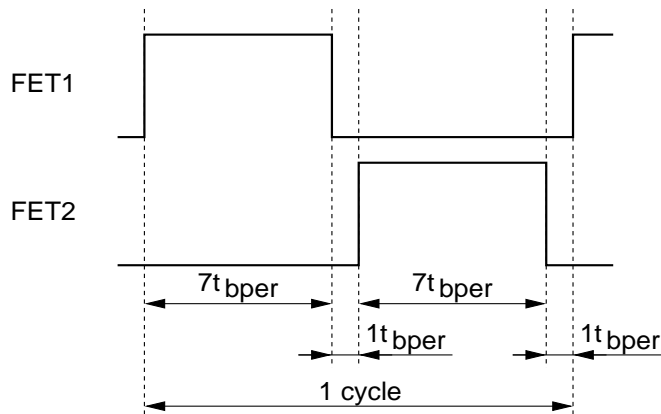 FET1
FET2
7t bper 7t bper
1t bper 1t bper
1 cycle